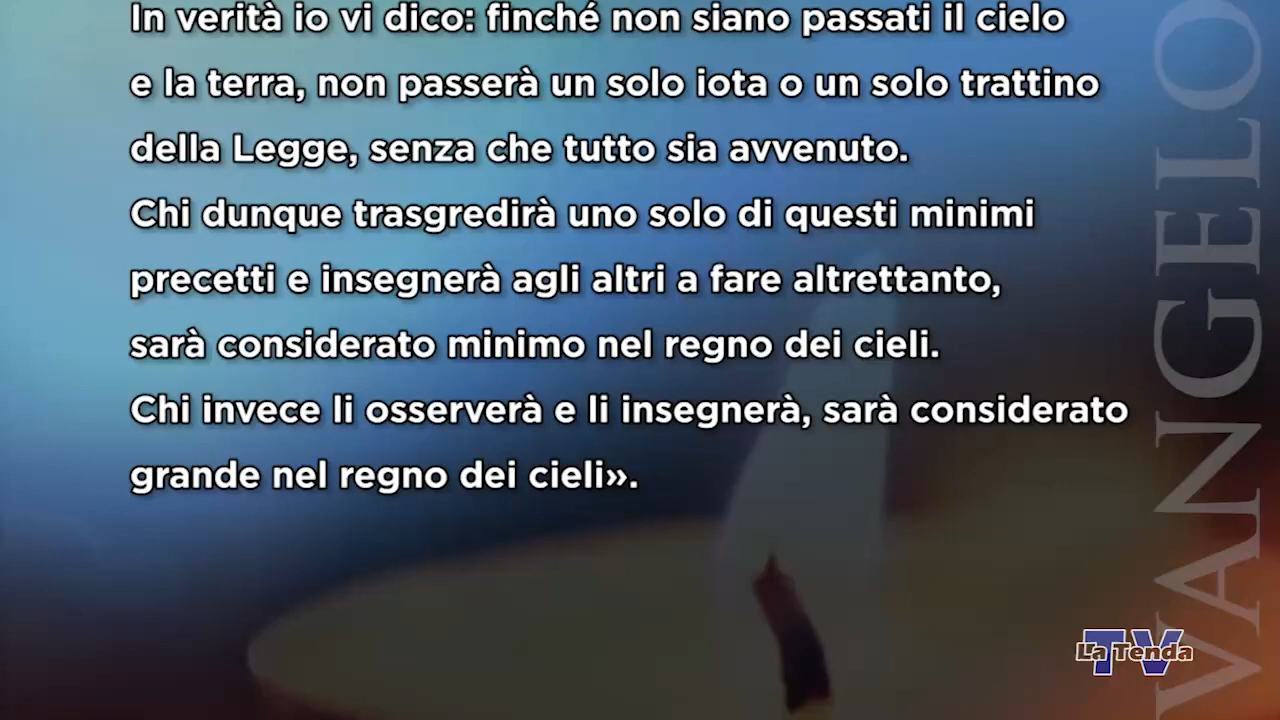 In verità io vi dico: finché non siano passati il cielo
e la terra, non passerà un solo iota o un solo trattino
della Legge, senza che tutto sia avvenuto.
Chi dunque trasgredirà uno solo di questi minimi
precetti e insegnerà agli altri a fare altrettanto,
sarà considerato minimo nel regno dei cieli.
Chi invece li osserverà e li insegnerà, sarà considerato
grande nel regno dei cieli».
VANGELO
TV
La Tenda